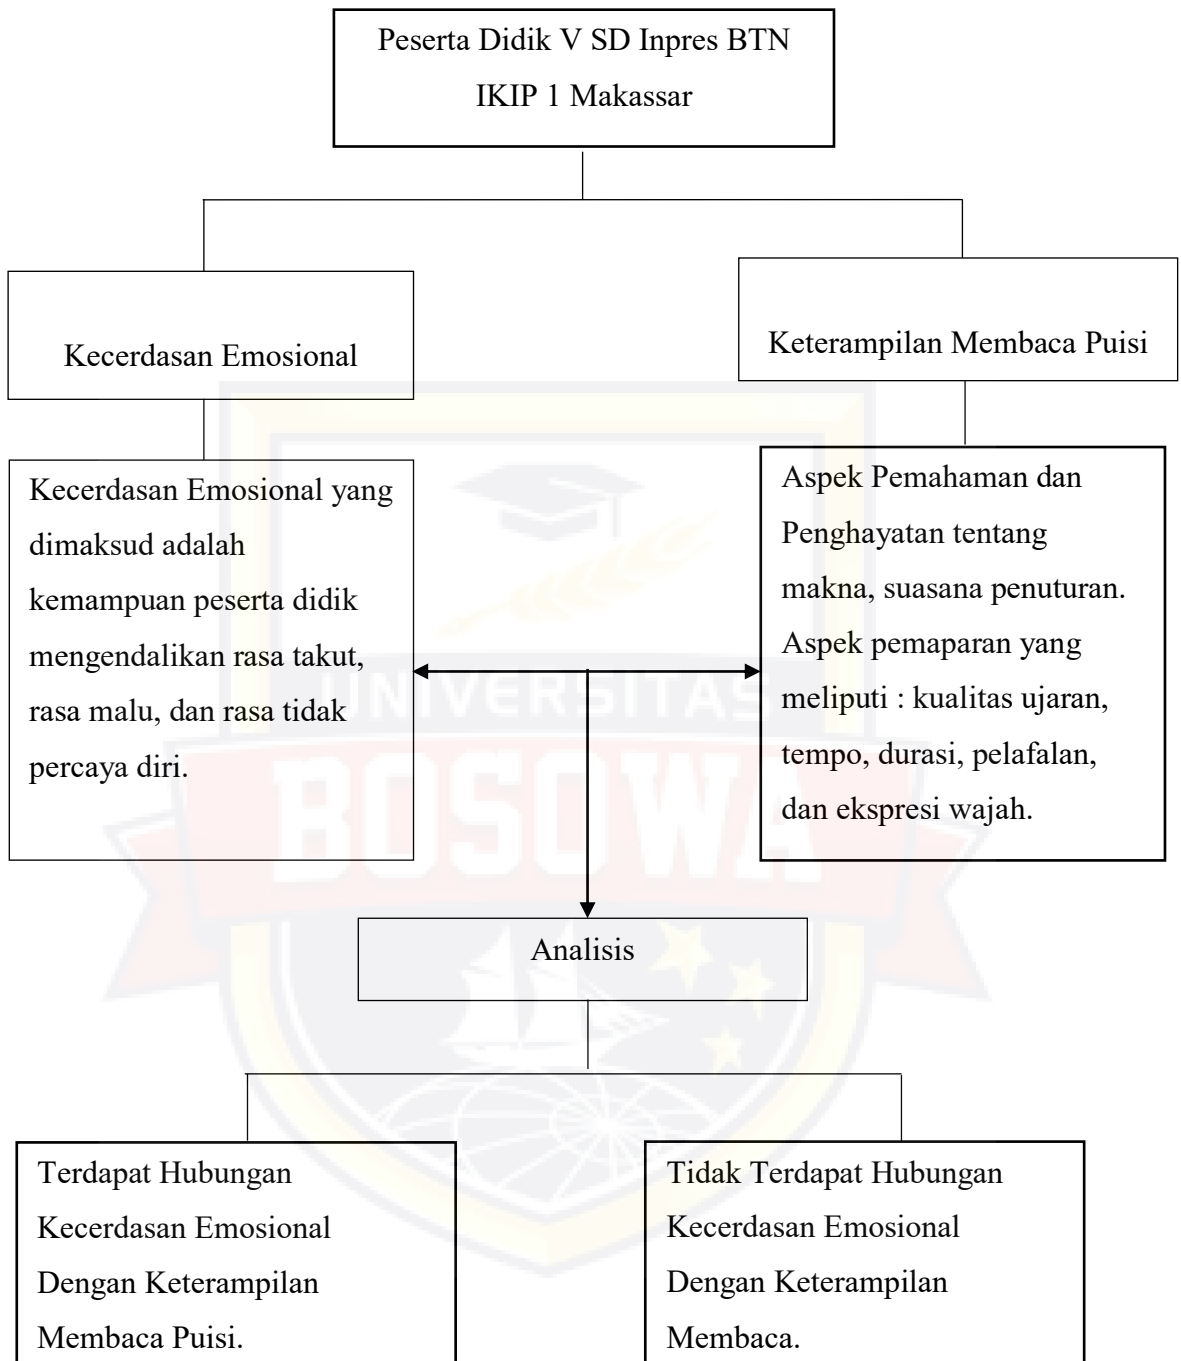 Peserta Didik V SD Inpres BTN
IKIP 1 Makassar
Kecerdasan Emosional
Keterampilan Membaca Puisi
Kecerdasan Emosional yang
dimaksud adalah
kemampuan peserta didik
mengendalikan rasa takut,
rasa malu, dan rasa tidak
percaya diri.
Aspek Pemahaman dan
Penghayatan tentang
makna, suasana penuturan.
Aspek pemaparan yang
meliputi : kualitas ujaran,
tempo, durasi, pelafalan,
dan ekspresi wajah.
UNIVERSITAS
BOSOWA
Analisis
Terdapat Hubungan
Kecerdasan Emosional
Dengan Keterampilan
Membaca Puisi.
Tidak Terdapat Hubungan
Kecerdasan Emosional
Dengan Keterampilan
Membaca.